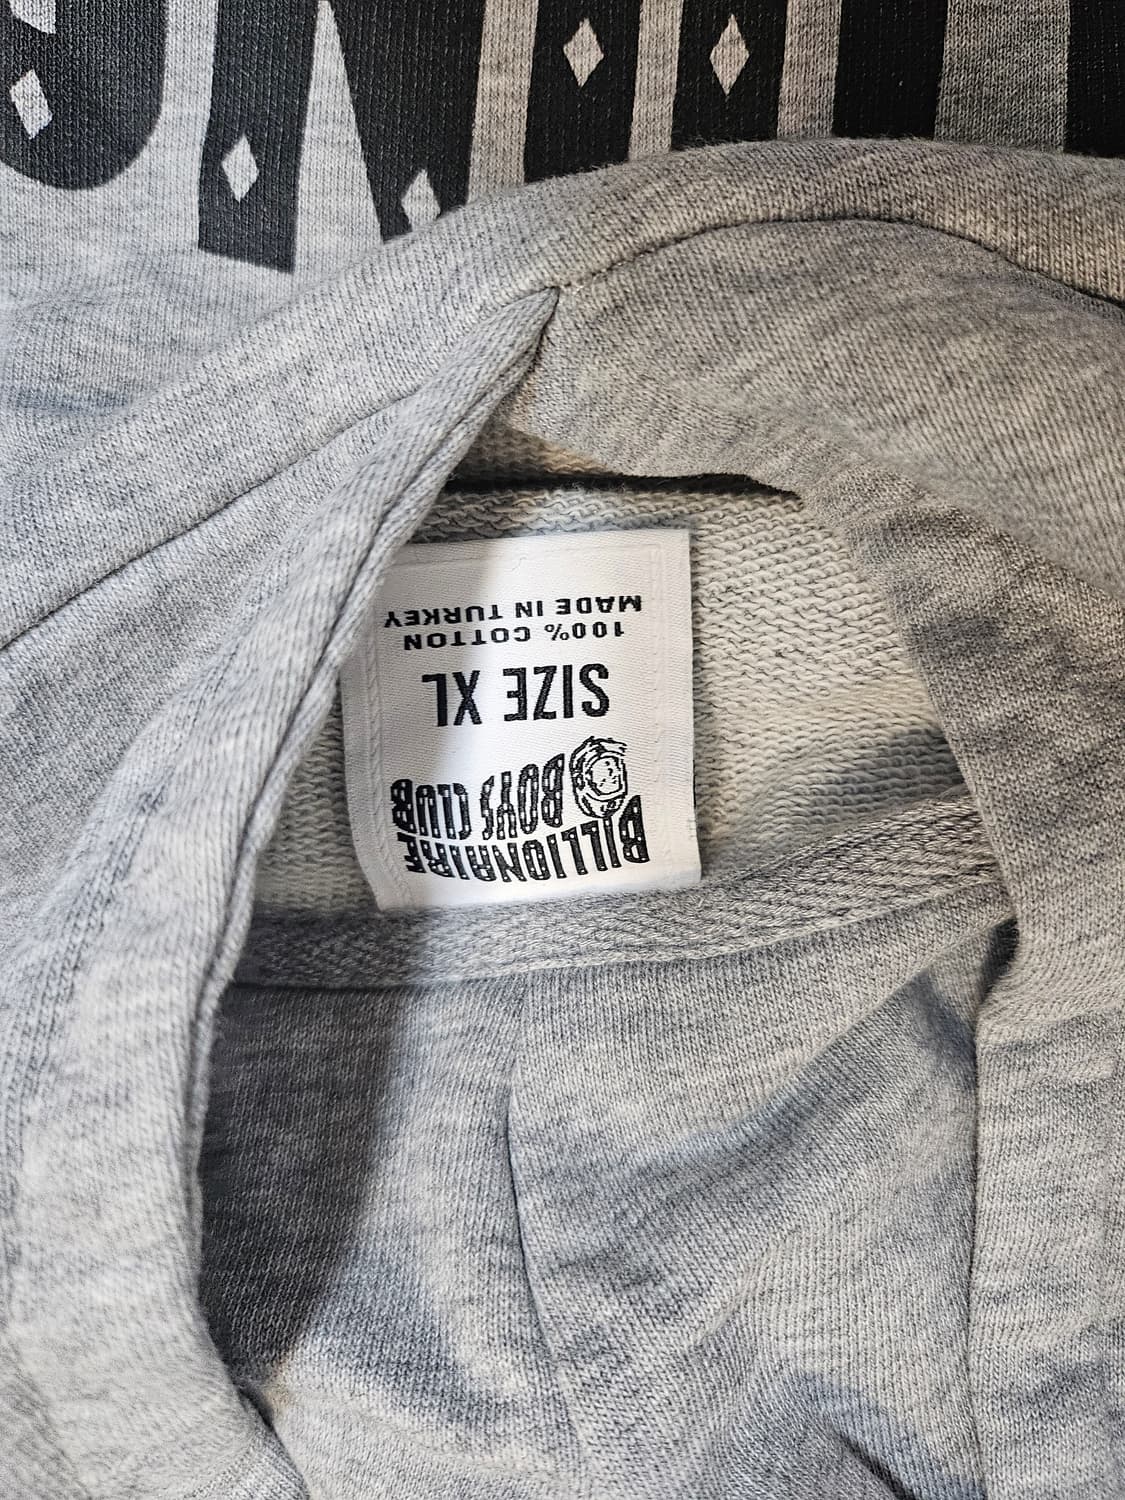 BILLIONAIRE
BOYS CLUB
SIZE XL
100% COTTON
MADE IN TURKEY